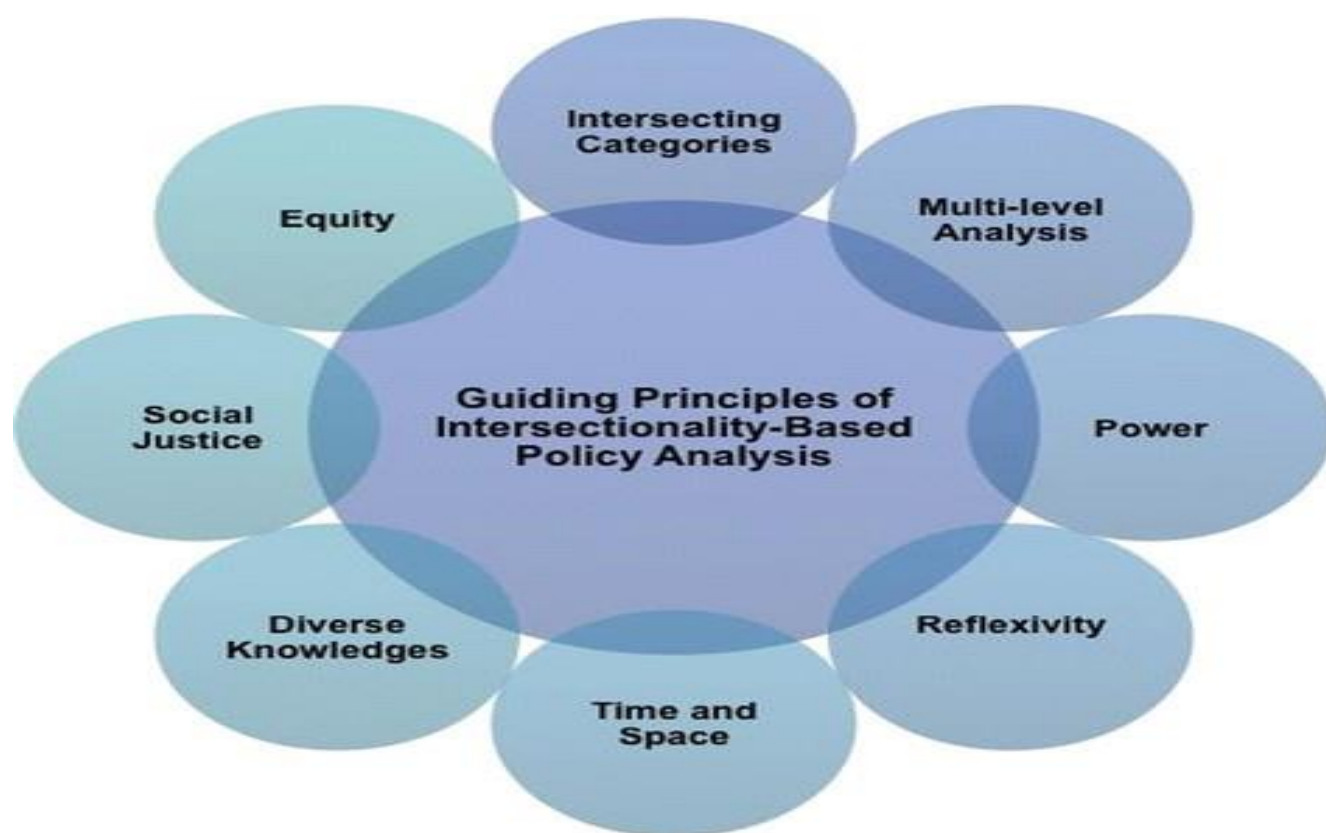 Intersecting
Categories
Multi-level
Analysis
Power
Reflexivity
Time and
Space
Diverse
Knowledges
Social
Justice
Equity
Guiding Principles of
Intersectionality-Based
Policy Analysis